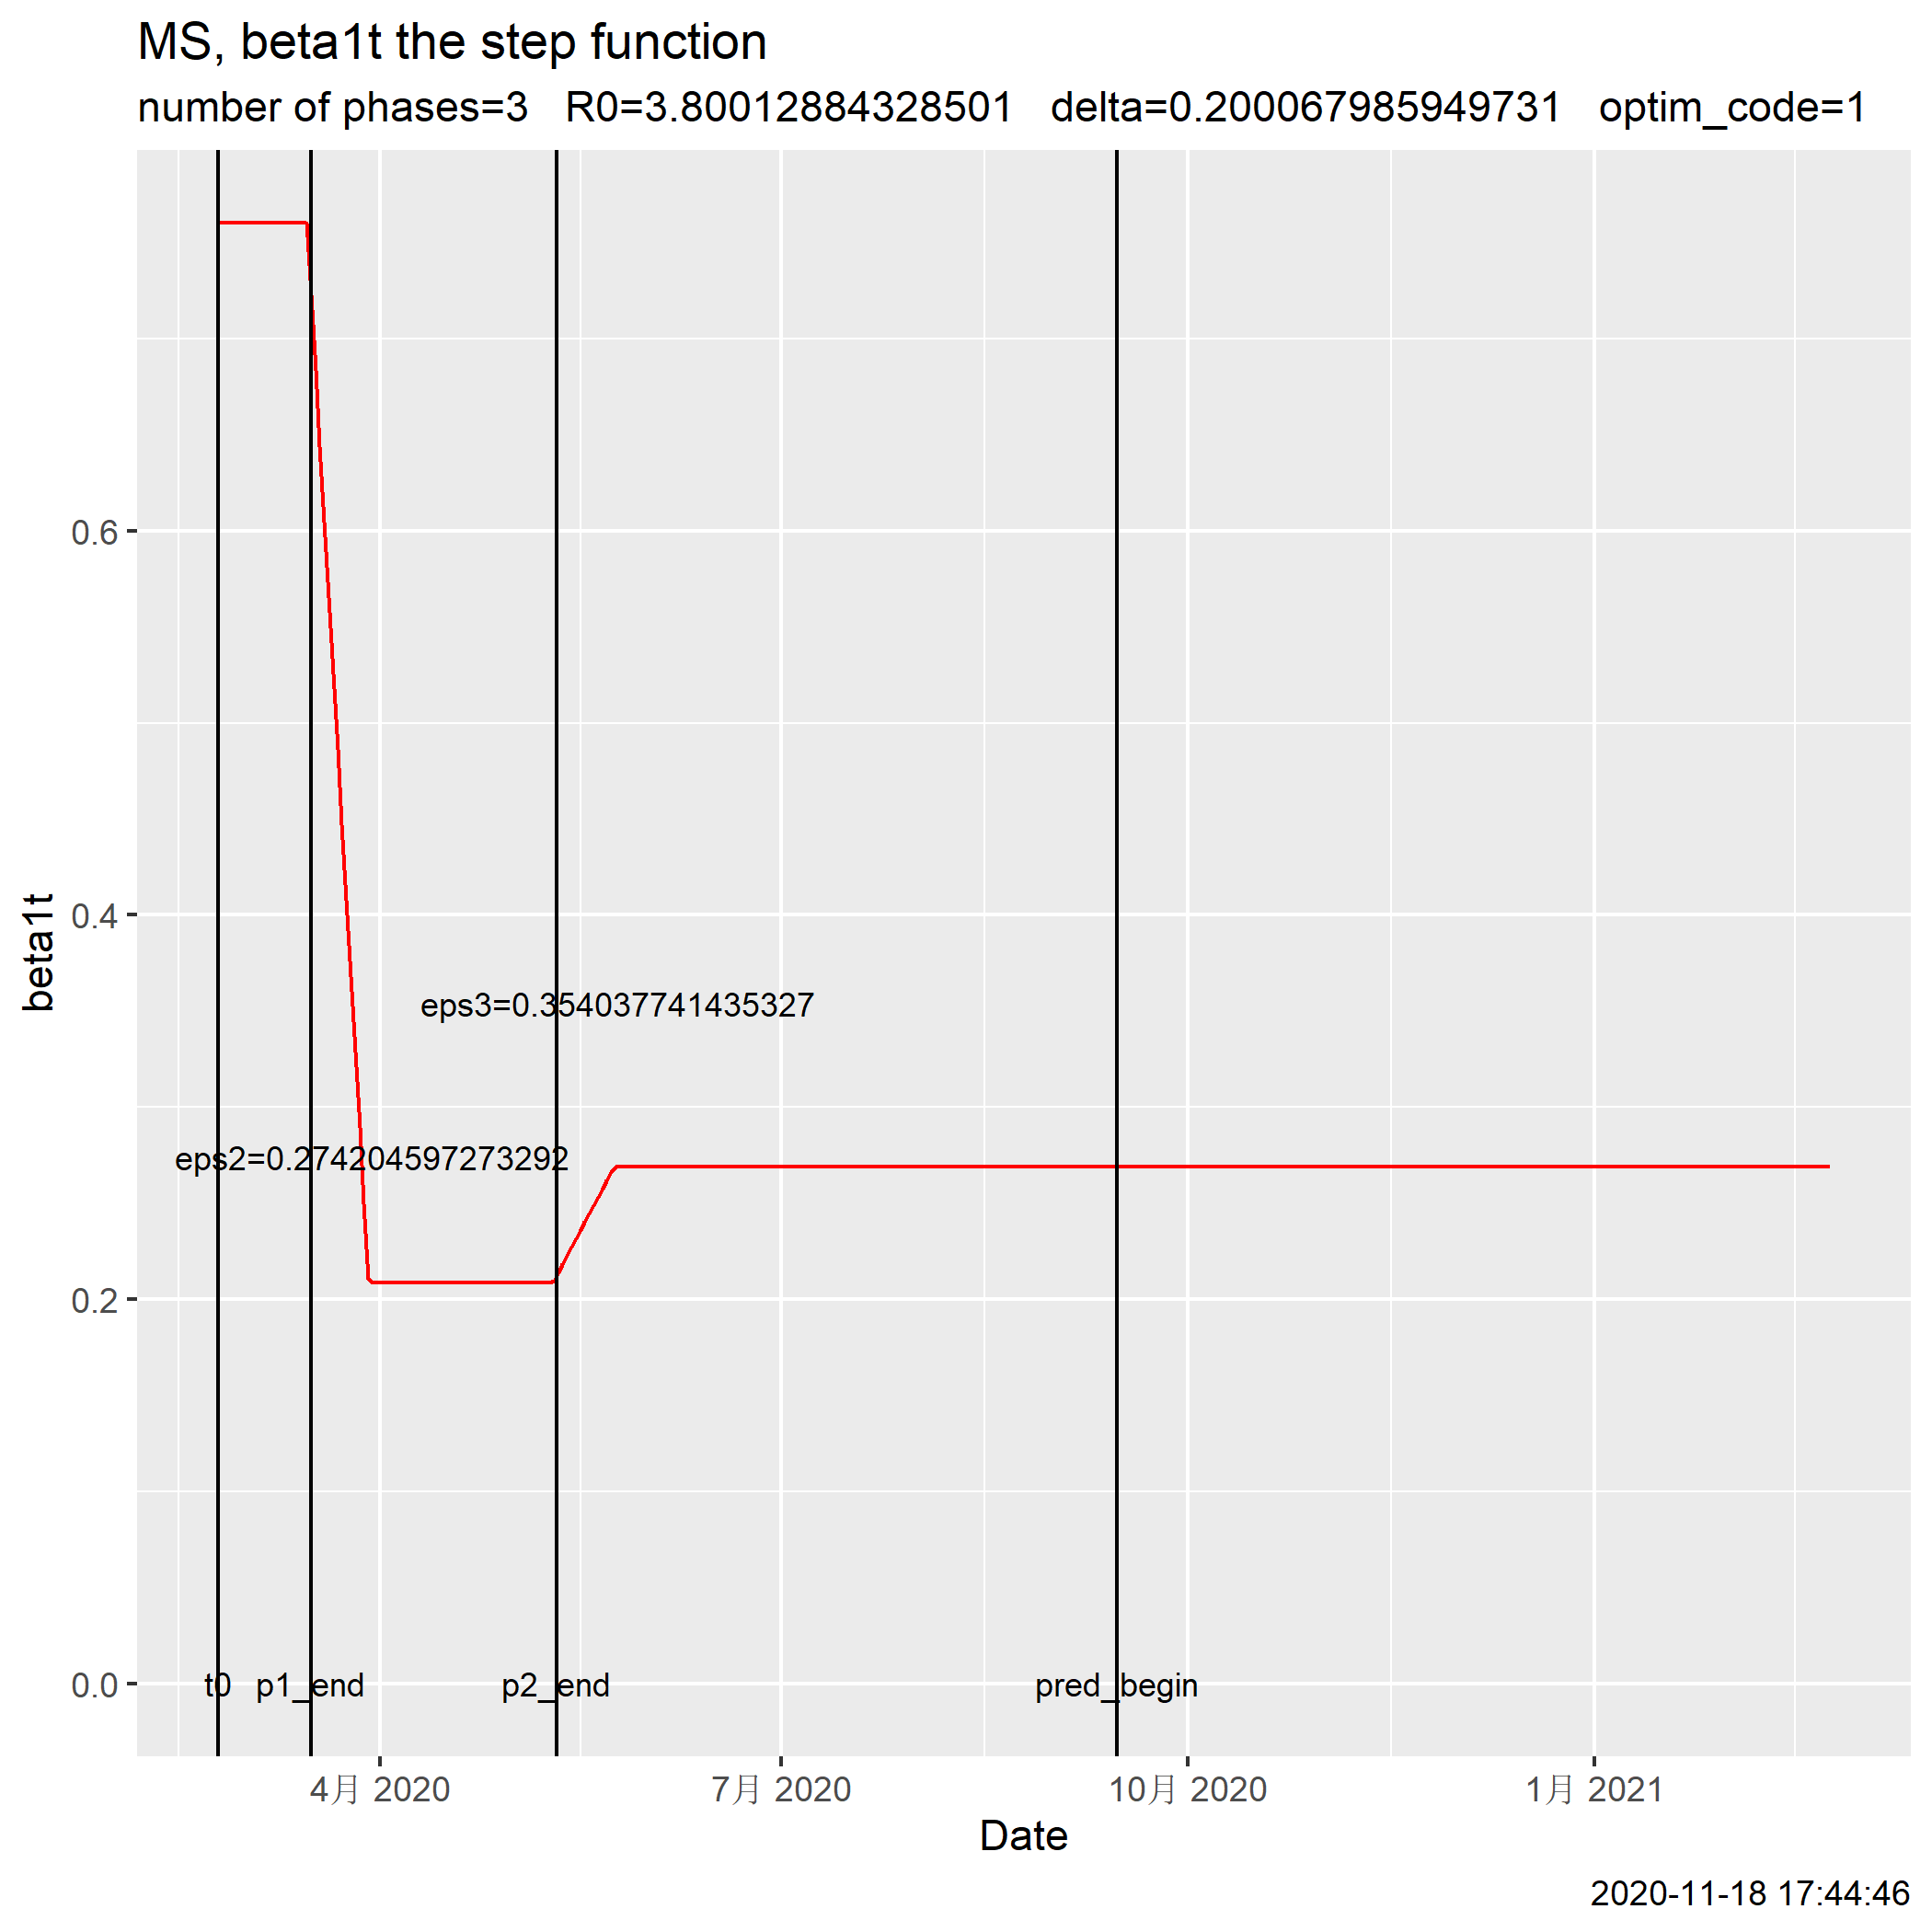 MS, beta1t the step function
number of phases=3 R0=3.80012884328501 delta=0.200067985949731 optim_code=1
beta1t
0.6
0.4
0.2
0.0
eps3=0.354037741435327
eps2=0.274204597273292
t0 p1_end p2_end pred_begin
4月 2020 7月 2020 10月 2020 1月 2021
Date
2020-11-18 17:44:46